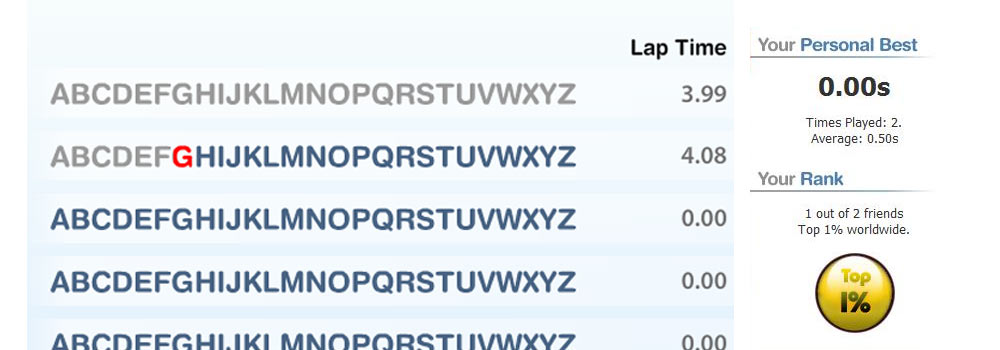 Lap Time
ABCDEFGHIJKLMNOPQRSTUVWXYZ 3.99
ABCDEFGHIJKLMNOPQRSTUVWXYZ 4.08
ABCDEFGHIJKLMNOPQRSTUVWXYZ 0.00
ABCDEFGHIJKLMNOPQRSTUVWXYZ 0.00
ABCDEFGHIJKLMNOPQRSTUVWXYZ 0.00
Your Personal Best
0.00s
Times Played: 2.
Average: 0.50s
Your Rank
1 out of 2 friends
Top 1% worldwide.
Top
1%